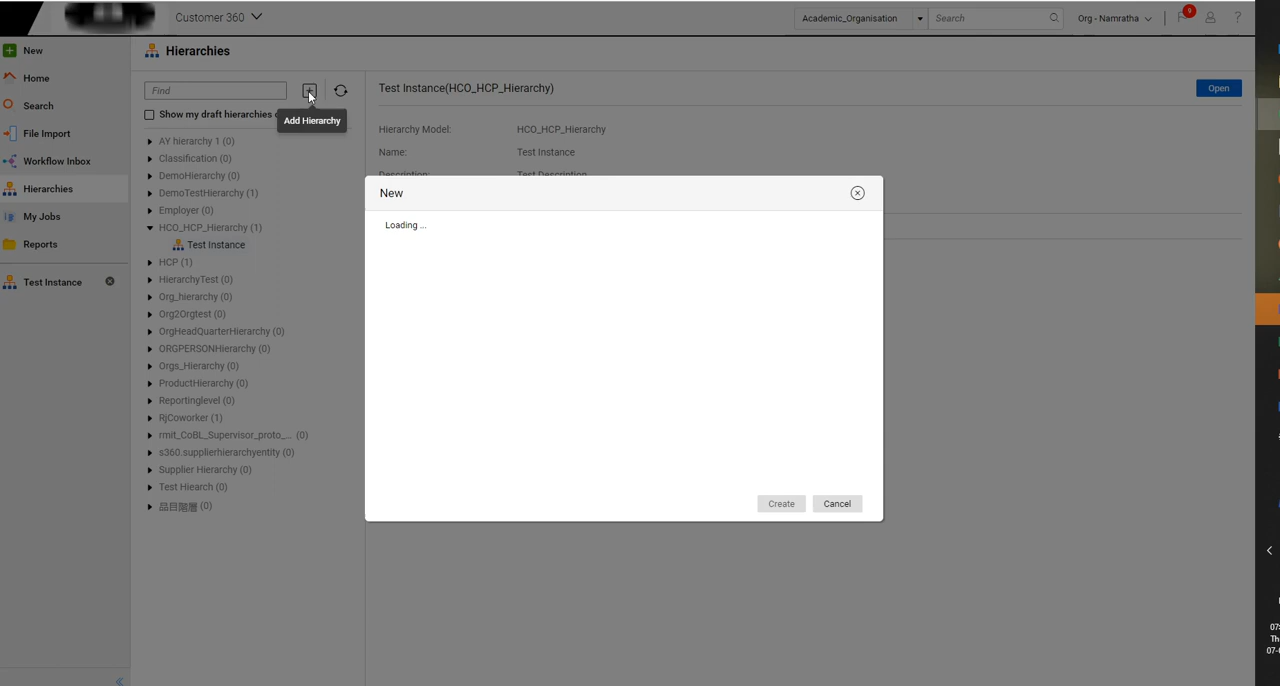 Customer 360
Academic_Organisation
Search
Org - Namratha
9
?
New
Home
Search
File Import
Workflow Inbox
Hierarchies
My Jobs
Reports
Test Instance
Hierarchies
Find
Show my draft hierarchies
Add Hierarchy
AY hierarchy 1 (0)
Classification (0)
DemoHierarchy (0)
DemoTestHierarchy (1)
Employer (0)
HCO_HCP_Hierarchy (1)
Test Instance
HCP (1)
HierarchyTest (0)
Org_hierarchy (0)
Org2Orgtest (0)
OrgHeadQuarterHierarchy (0)
ORGPERSONHierarchy (0)
Orgs_Hierarchy (0)
ProductHierarchy (0)
Reportinglevel (0)
RjCoworker (1)
rmit_CoBL_Supervisor_proto_... (0)
s360.supplierhierarchyentity (0)
Supplier Hierarchy (0)
Test Hiearch (0)
品目階層 (0)
Test Instance(HCO_HCP_Hierarchy)
Open
Hierarchy Model: HCO_HCP_Hierarchy
Name: Test Instance
Description: Test Description
New
Loading ...
Create
Cancel
07-